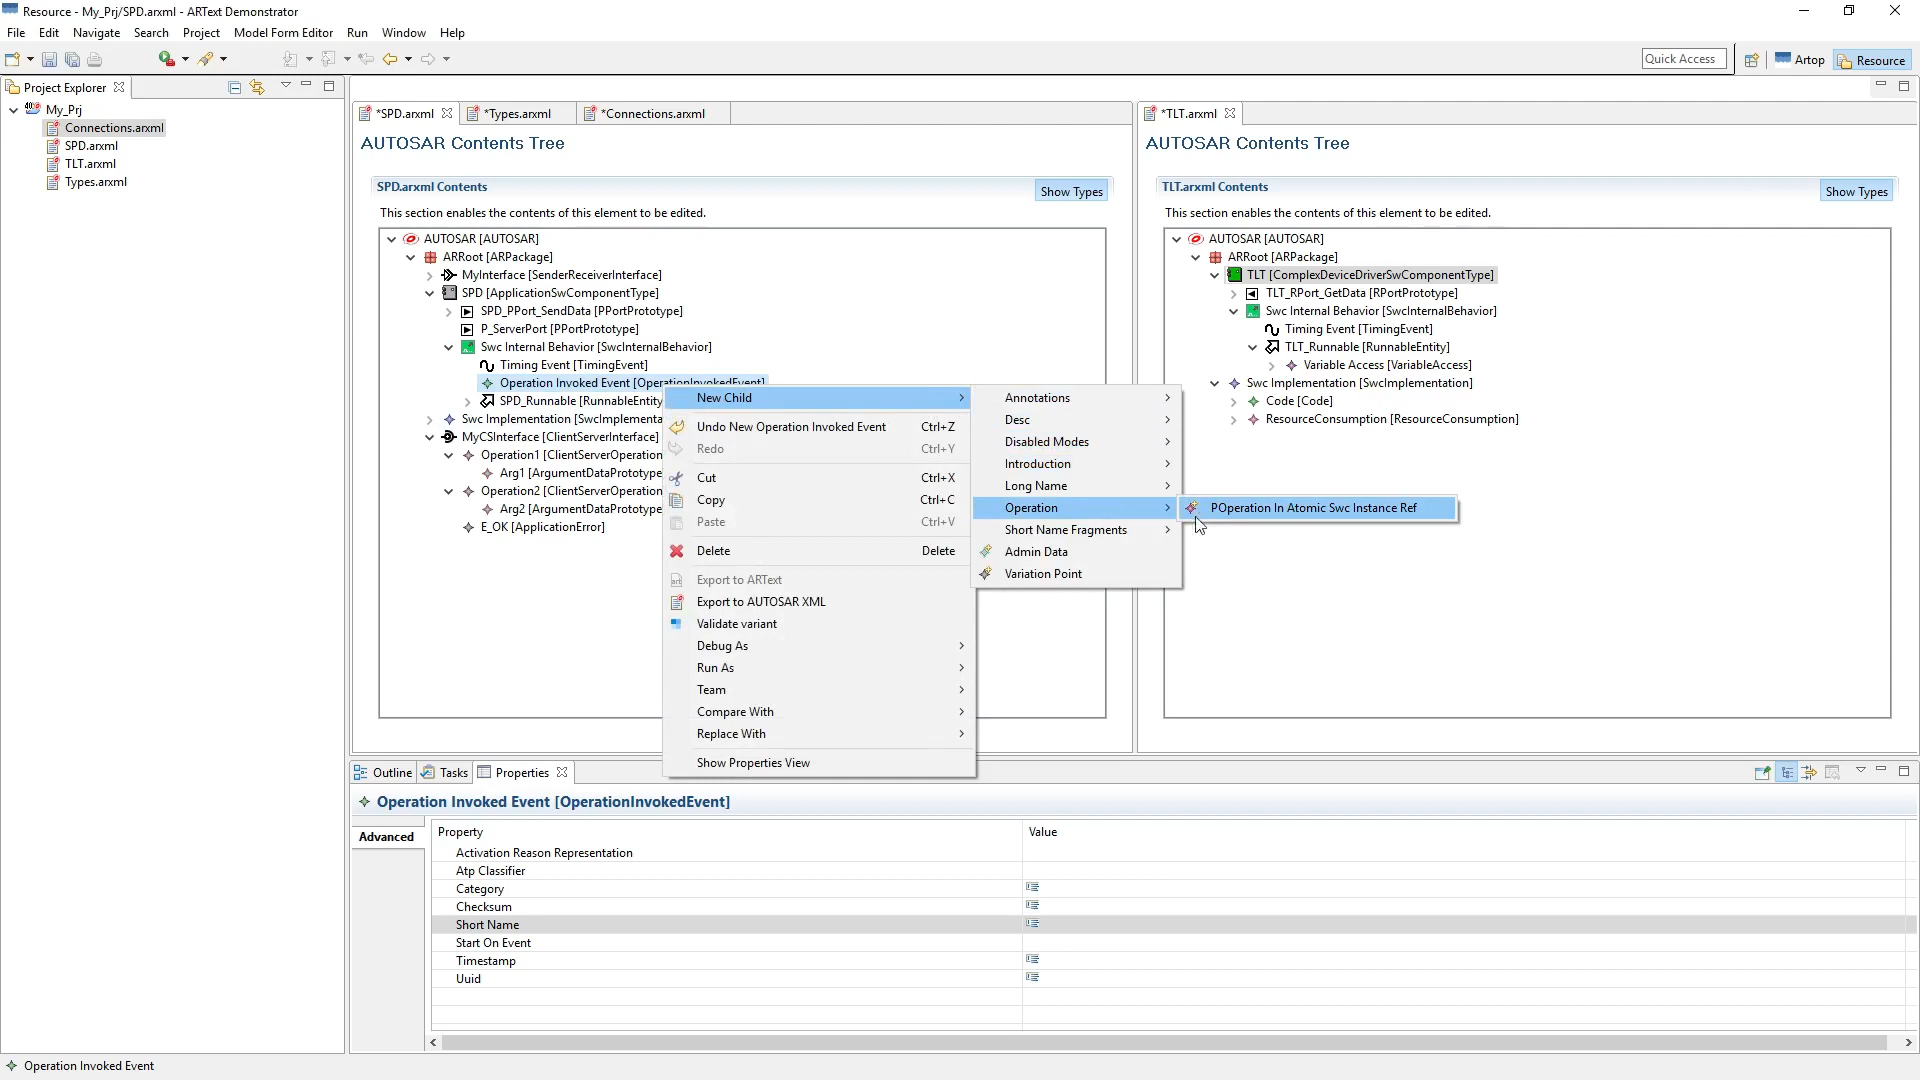 Resource - My_Prj/SPD.arxml - ARText Demonstrator
File Edit Navigate Search Project Model Form Editor Run Window Help
Quick Access
Artop
Resource
Project Explorer
My_Prj
Connections.arxml
SPD.arxml
TLT.arxml
Types.arxml
*SPD.arxml
*Types.arxml
*Connections.arxml
AUTOSAR Contents Tree
SPD.arxml Contents
Show Types
This section enables the contents of this element to be edited.
AUTOSAR [AUTOSAR]
ARRoot [ARPackage]
MyInterface [SenderReceiverInterface]
SPD [ApplicationSwComponentType]
SPD_PPort_SendData [PPortPrototype]
P_ServerPort [PPortPrototype]
Swc Internal Behavior [SwcInternalBehavior]
Timing Event [TimingEvent]
Operation Invoked Event [OperationInvokedEvent]
SPD_Runnable [RunnableEntity
Swc Implementation [SwcImplementa
MyCSInterface [ClientServerInterface]
Operation1 [ClientServerOperation
Arg1 [ArgumentDataPrototype
Operation2 [ClientServerOperation
Arg2 [ArgumentDataPrototype
E_OK [ApplicationError]
New Child
Undo New Operation Invoked Event Ctrl+Z
Redo Ctrl+Y
Cut Ctrl+X
Copy Ctrl+C
Paste Ctrl+V
Delete Delete
Export to ARText
Export to AUTOSAR XML
Validate variant
Debug As
Run As
Team
Compare With
Replace With
Show Properties View
Annotations
Desc
Disabled Modes
Introduction
Long Name
Operation
Short Name Fragments
Admin Data
Variation Point
POperation In Atomic Swc Instance Ref
*TLT.arxml
AUTOSAR Contents Tree
TLT.arxml Contents
Show Types
This section enables the contents of this element to be edited.
AUTOSAR [AUTOSAR]
ARRoot [ARPackage]
TLT [ComplexDeviceDriverSwComponentType]
TLT_RPort_GetData [RPortPrototype]
Swc Internal Behavior [SwcInternalBehavior]
Timing Event [TimingEvent]
TLT_Runnable [RunnableEntity]
Variable Access [VariableAccess]
Swc Implementation [SwcImplementation]
Code [Code]
ResourceConsumption [ResourceConsumption]
Outline
Tasks
Properties
Operation Invoked Event [OperationInvokedEvent]
Advanced
Property Value
Activation Reason Representation
Atp Classifier
Category
Checksum
Short Name
Start On Event
Timestamp
Uuid
Operation Invoked Event